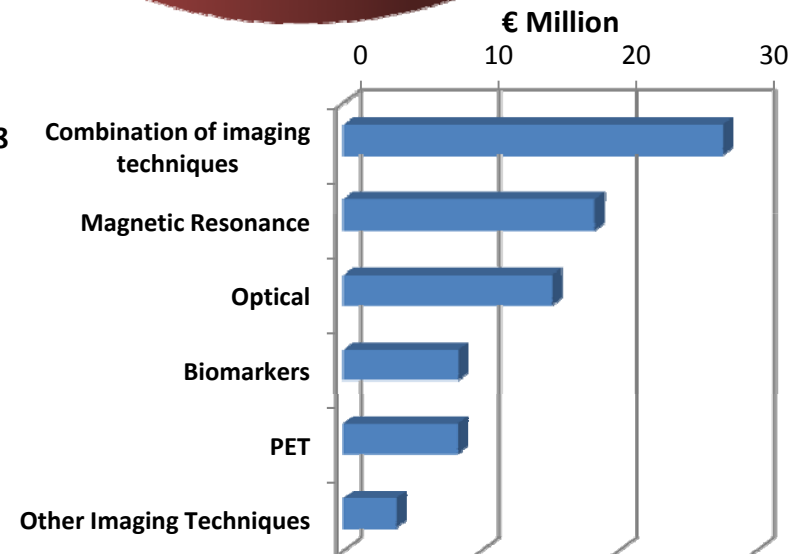 € Million
0 10 20 30
Combination of imaging
techniques
Magnetic Resonance
Optical
Biomarkers
PET
Other Imaging Techniques